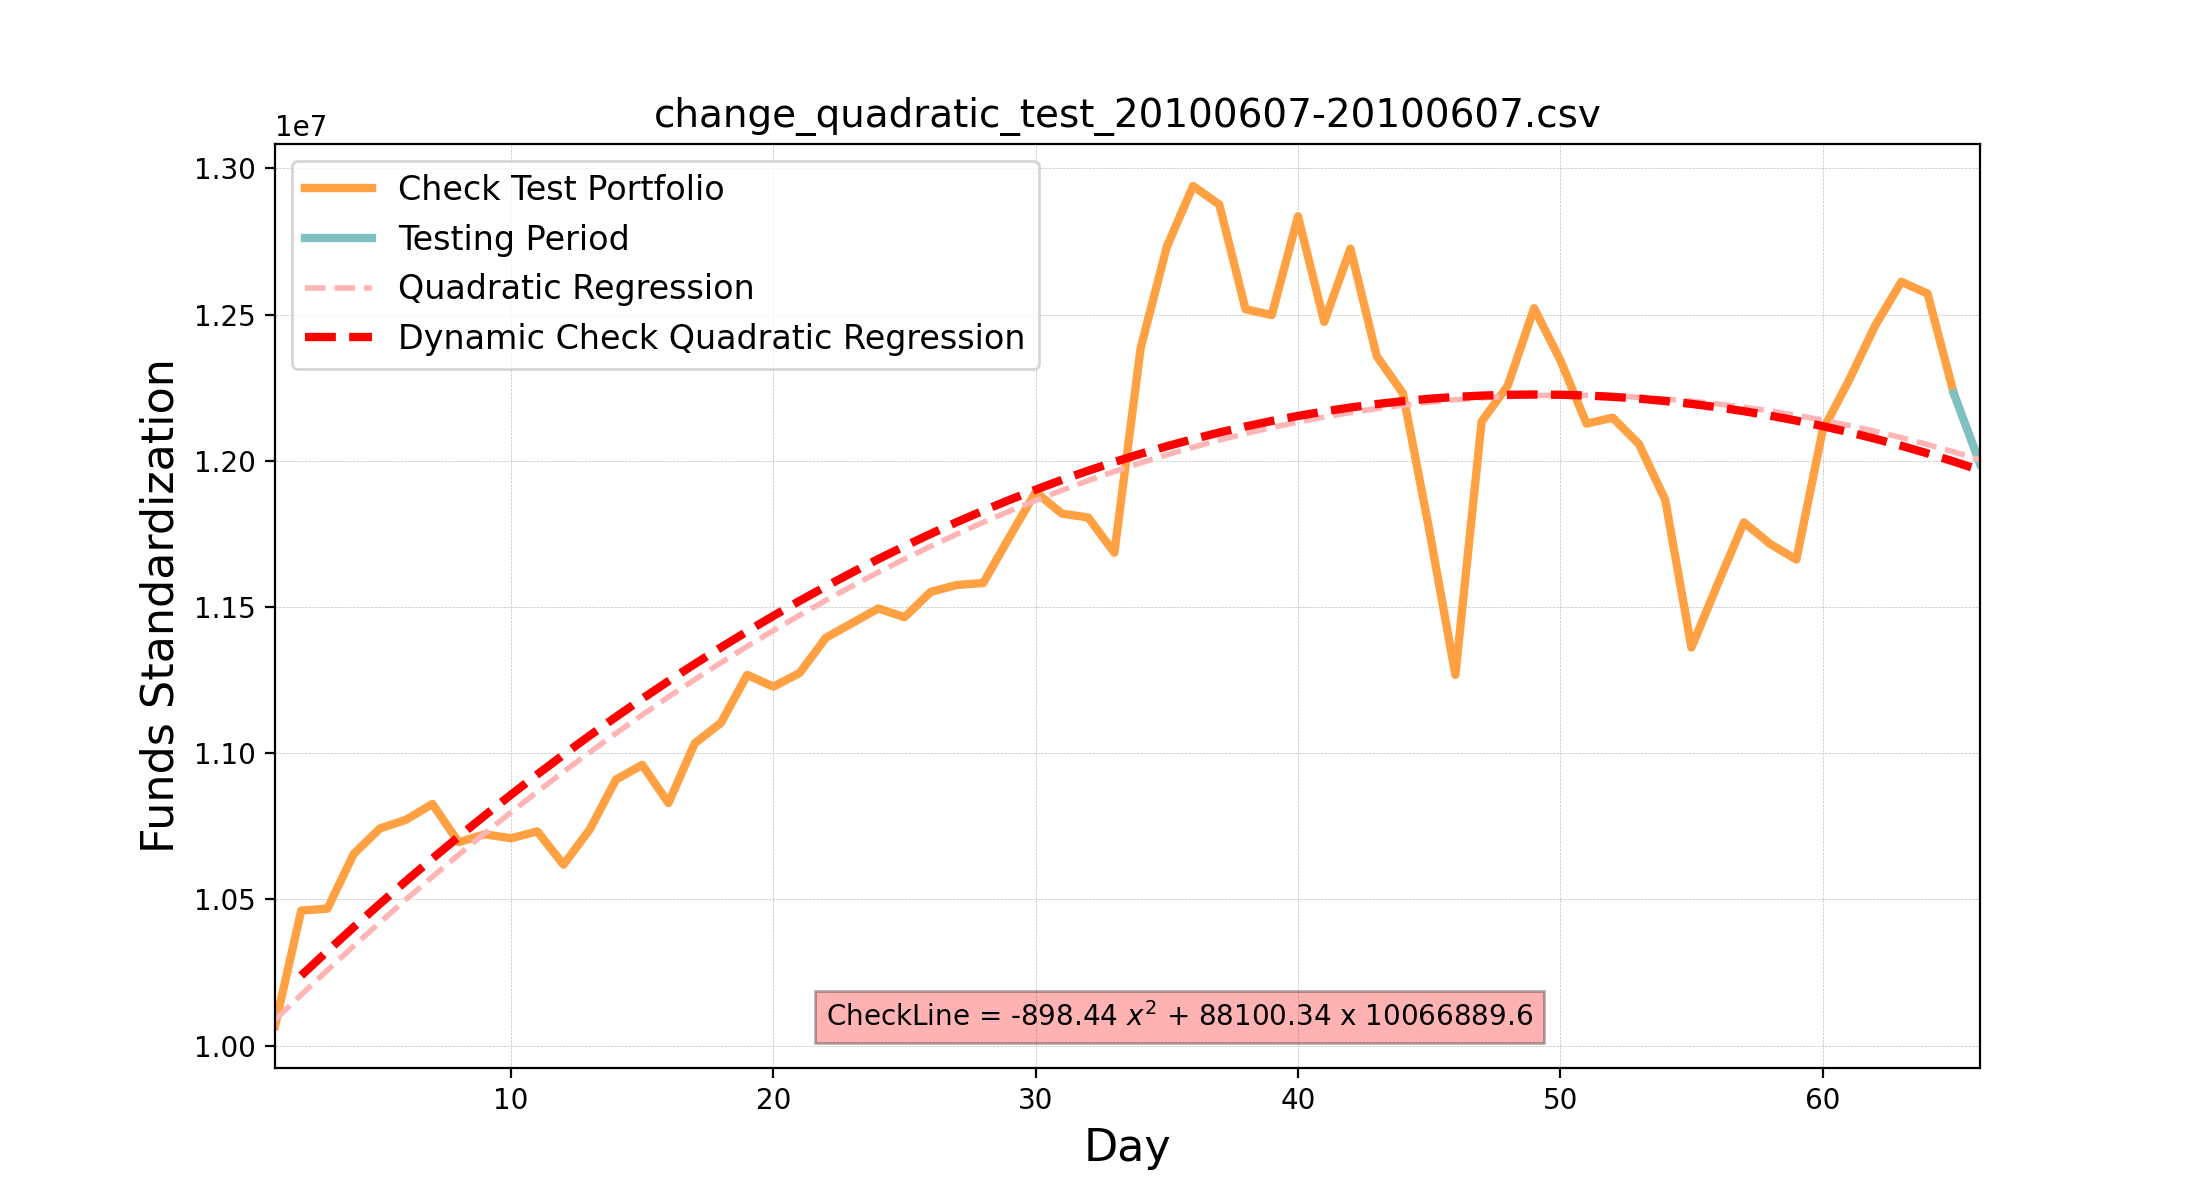 change_quadratic_test_20100607-20100607.csv
1e7
Check Test Portfolio
Testing Period
Quadratic Regression
Dynamic Check Quadratic Regression
1.30
1.25
1.20
1.15
1.10
1.05
1.00
Funds Standardization
CheckLine = -898.44 x² + 88100.34 x 10066889.6
10 20 30 40 50 60
Day